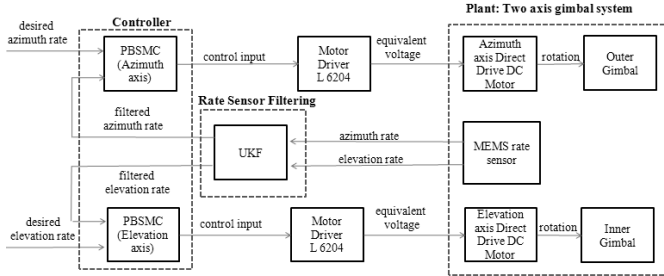 Controller
Plant: Two axis gimbal system
desired
azimuth rate
PBSMC
(Azimuth
axis)
control input
Motor
Driver
L 6204
equivalent
voltage
Azimuth
axis Direct
Drive DC
Motor
rotation
Outer
Gimbal
filtered
azimuth rate
Rate Sensor Filtering
UKF
azimuth rate
elevation rate
MEMS rate
sensor
filtered
elevation rate
desired
elevation rate
PBSMC
(Elevation
axis)
control input
Motor
Driver
L 6204
equivalent
voltage
Elevation
axis Direct
Drive DC
Motor
rotation
Inner
Gimbal